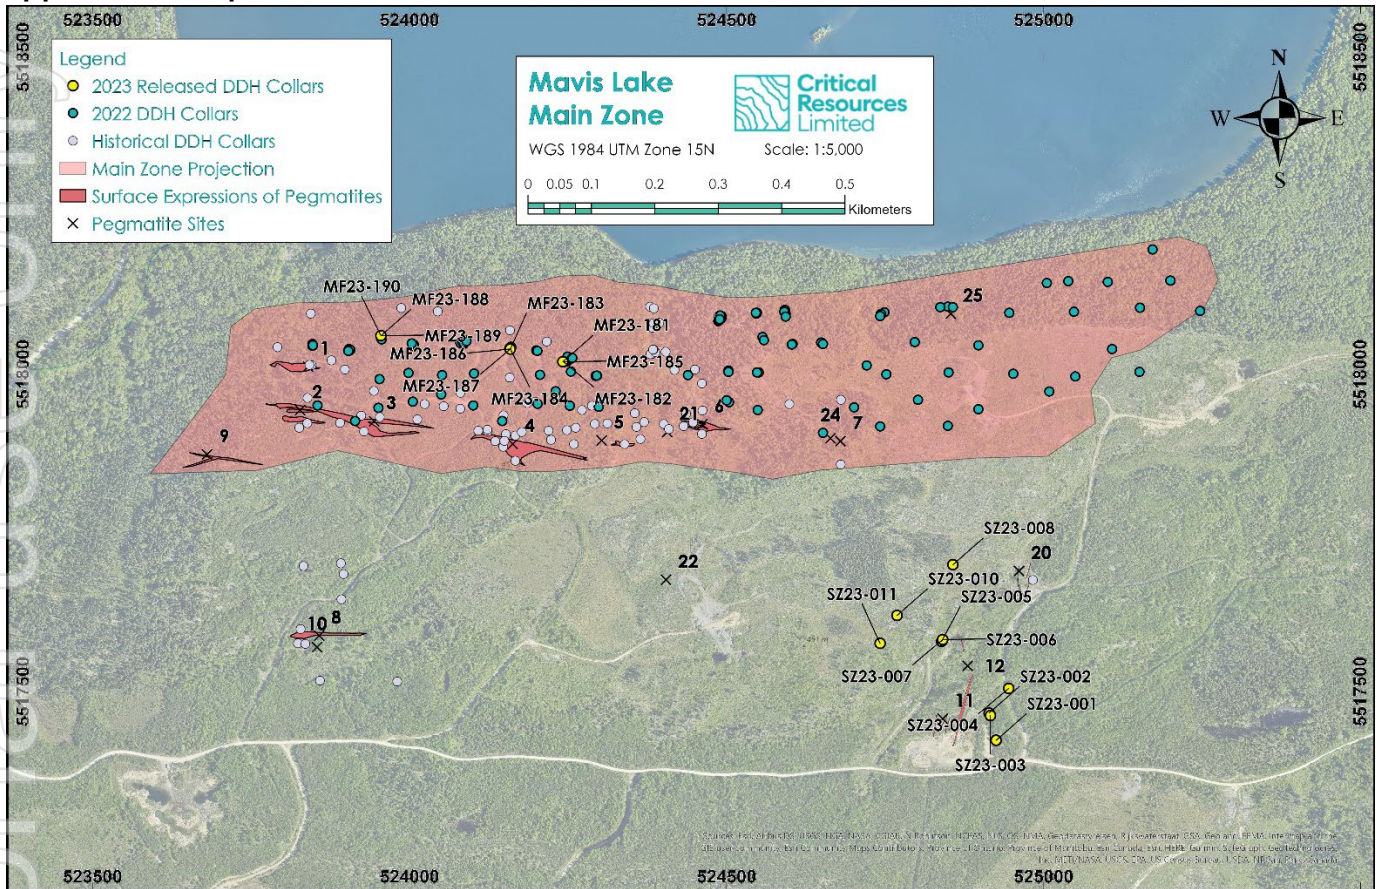 523500 524000 524500 525000
5518500
5518500
Legend
2023 Released DDH Collars
2022 DDH Collars
Historical DDH Collars
Main Zone Projection
Surface Expressions of Pegmatites
Pegmatite Sites
Mavis Lake
Main Zone
Critical
Resources
Limited
WGS 1984 UTM Zone 15N
Scale: 1:5,000
0 0.05 0.1 0.2 0.3 0.4 0.5
Kilometers
N
W E
S
MF23-190
MF23-188
MF23-183
25
MF23-189
MF23-181
1
MF23-186
MF23-185
5518000
5518000
MF23-187
MF23-184
MF23-182
2
3
21
6
24
7
4
5
9
SZ23-008
22
20
SZ23-010
SZ23-011
SZ23-005
10
8
SZ23-006
SZ23-007
12
SZ23-002
5517500
5517500
11
SZ23-001
SZ23-004
SZ23-003
523500 524000 524500 525000